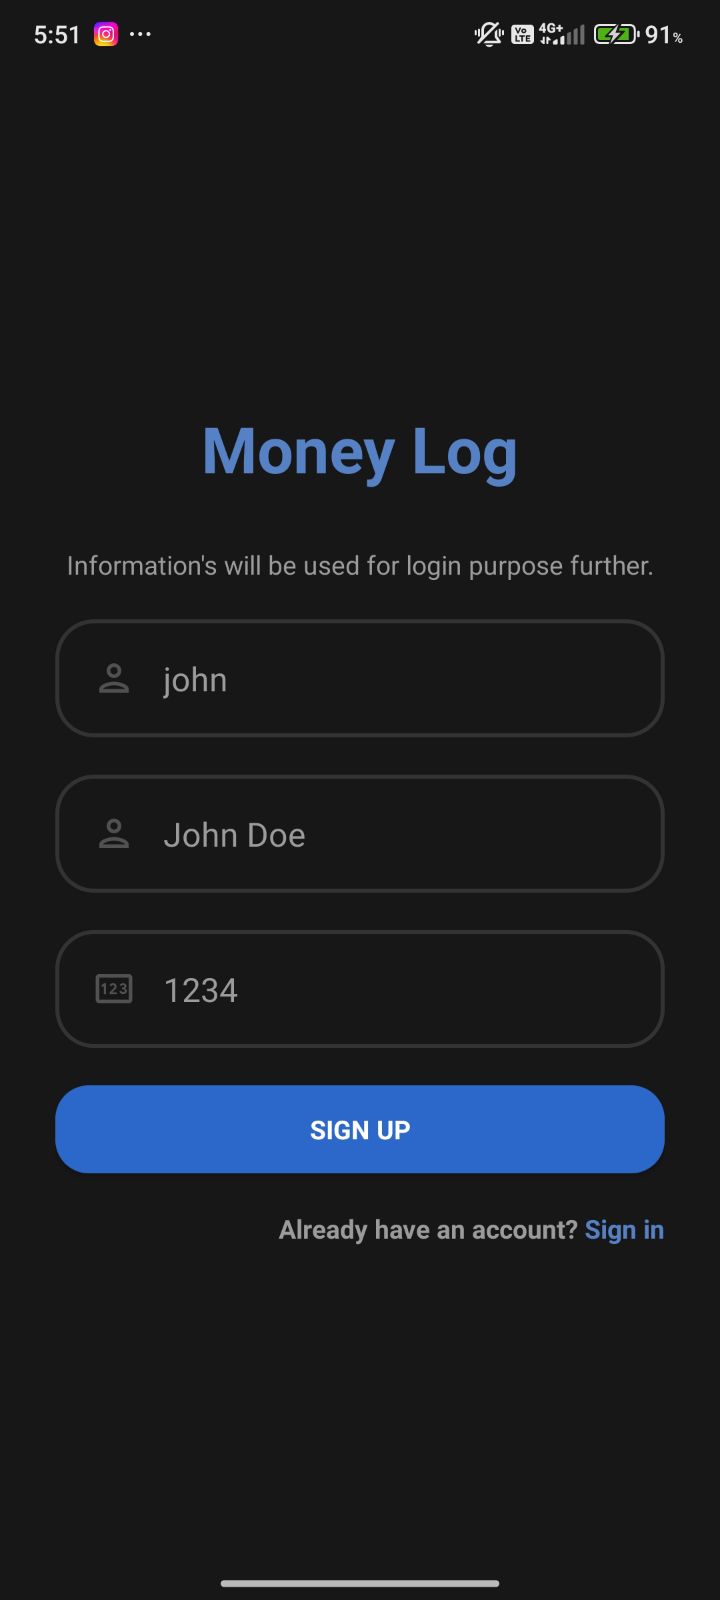 5:51 Vo LTE 4G+ 91%
Money Log
Information's will be used for login purpose further.
john
John Doe
123 1234
SIGN UP
Already have an account? Sign in